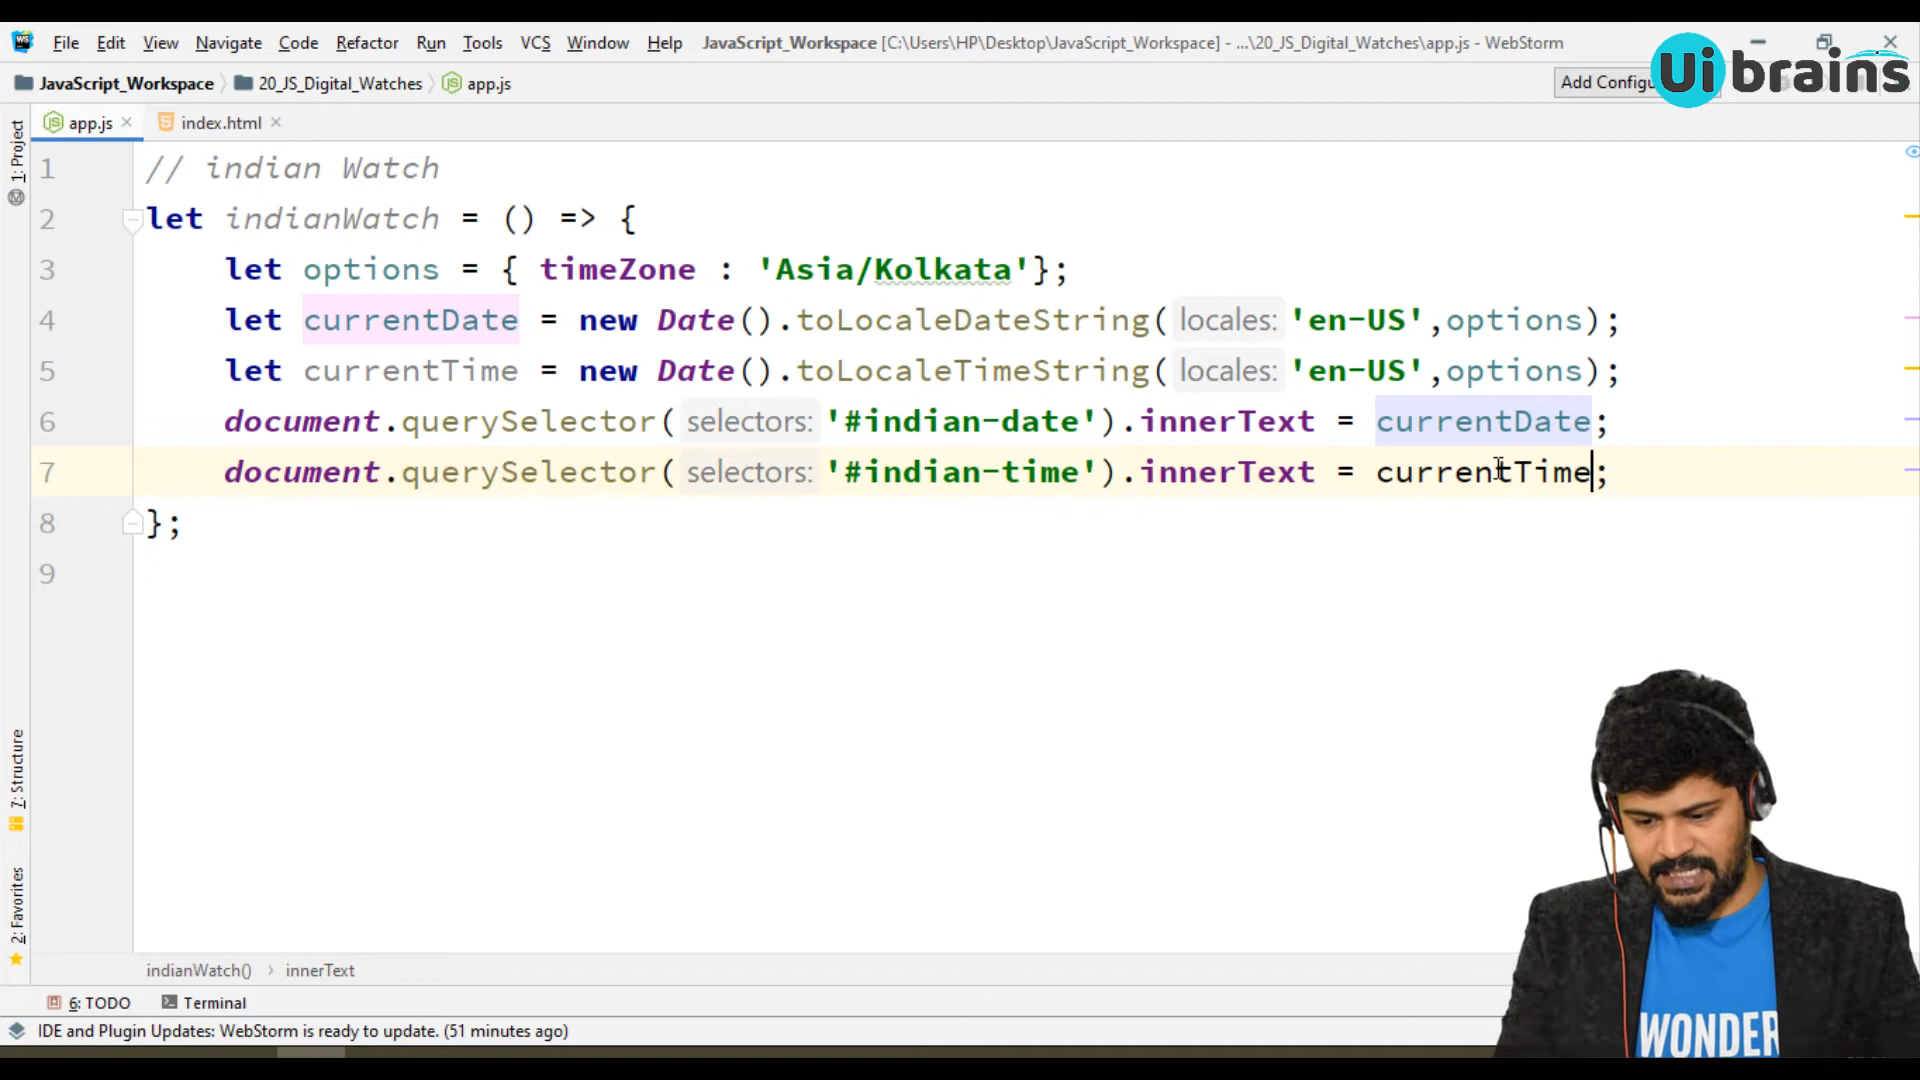 File Edit View Navigate Code Refactor Run Tools VCS Window Help JavaScript_Workspace [C:\Users\HP\Desktop\JavaScript_Workspace] - ...\20_JS_Digital_Watches\app.js - WebStorm
JavaScript_Workspace 20_JS_Digital_Watches app.js Add Configu
Ui brains
app.js index.html
1: Project
1 // indian Watch
2 let indianWatch = () => {
3 let options = { timeZone : 'Asia/Kolkata'};
4 let currentDate = new Date().toLocaleDateString( locales: 'en-US',options);
5 let currentTime = new Date().toLocaleTimeString( locales: 'en-US',options);
6 document.querySelector( selectors: '#indian-date').innerText = currentDate;
7 document.querySelector( selectors: '#indian-time').innerText = currentTime;
8 };
9
7: Structure
2: Favorites
indianWatch() innerText
6: TODO Terminal
IDE and Plugin Updates: WebStorm is ready to update. (51 minutes ago)
WONDER